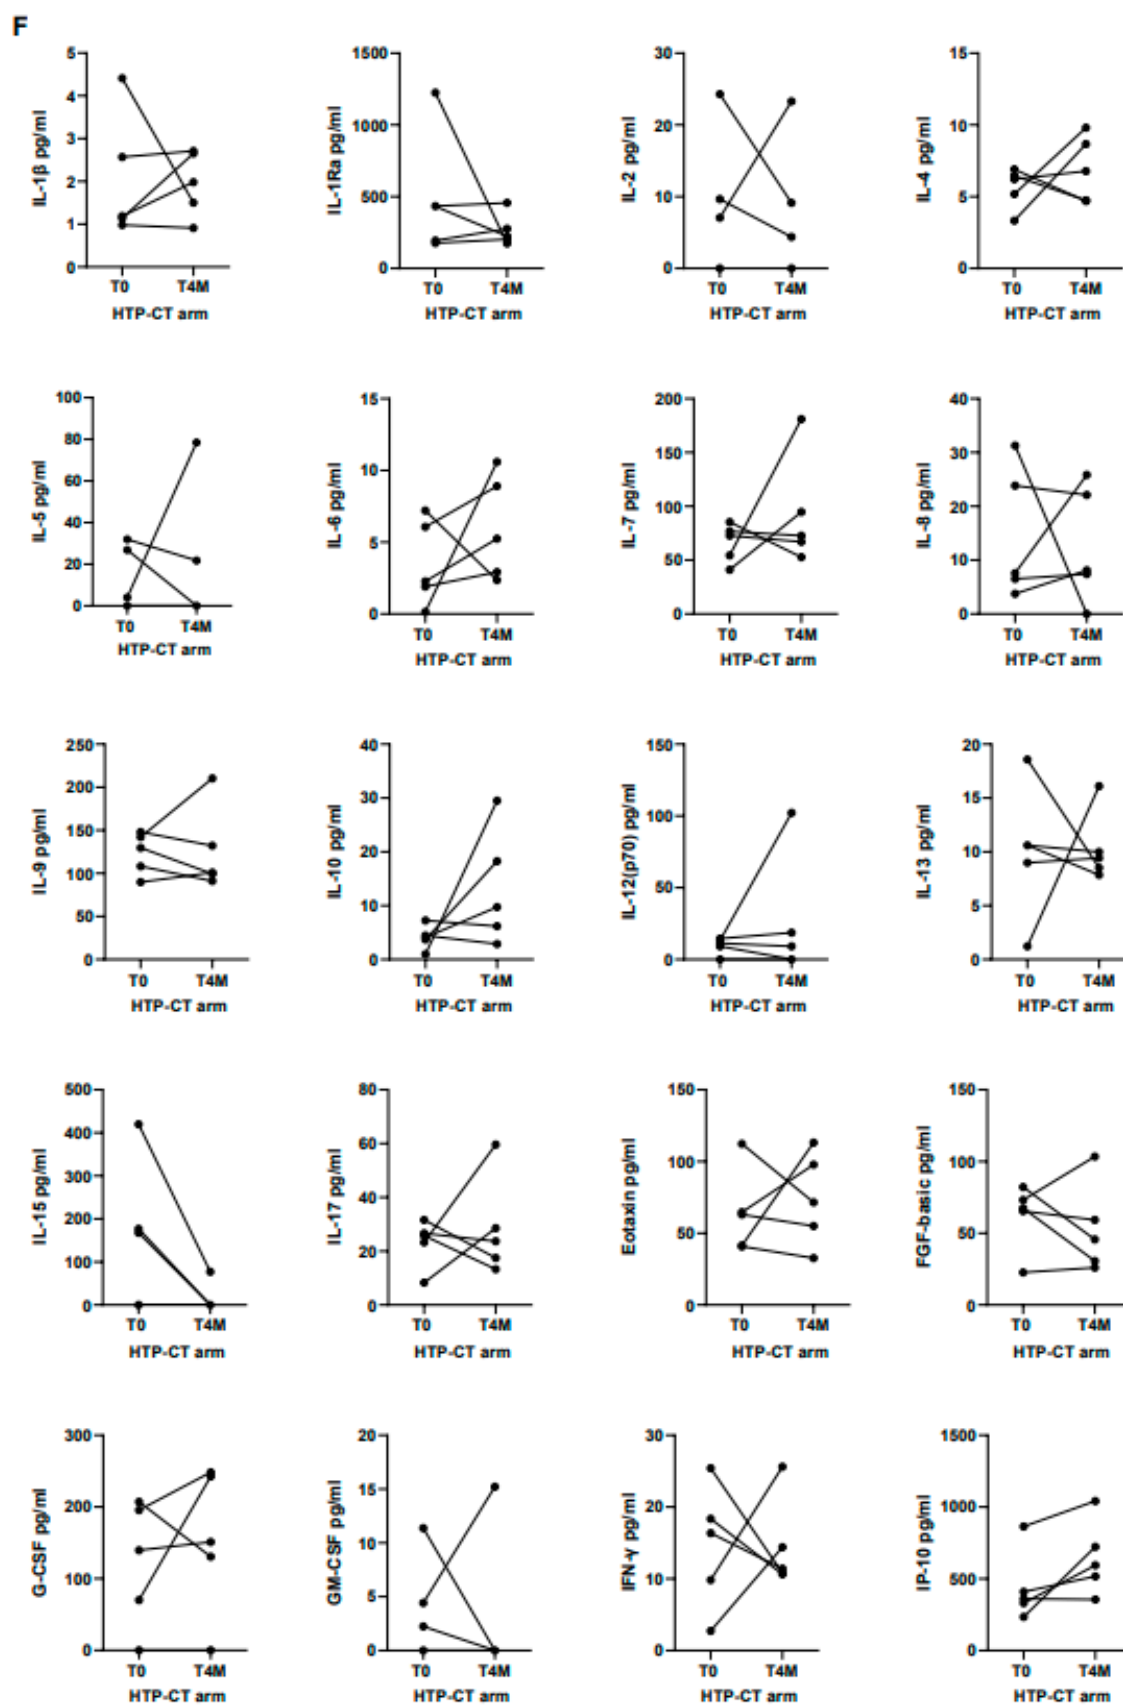 F
IL-1β pg/ml
5
4
3
2
1
0
T0 T4M
HTP-CT arm
IL-1Ra pg/ml
1500
1000
500
0
T0 T4M
HTP-CT arm
IL-2 pg/ml
30
20
10
0
T0 T4M
HTP-CT arm
IL-4 pg/ml
15
10
5
0
T0 T4M
HTP-CT arm
IL-5 pg/ml
100
80
60
40
20
0
T0 T4M
HTP-CT arm
IL-6 pg/ml
15
10
5
0
T0 T4M
HTP-CT arm
IL-7 pg/ml
200
150
100
50
0
T0 T4M
HTP-CT arm
IL-8 pg/ml
40
30
20
10
0
T0 T4M
HTP-CT arm
IL-9 pg/ml
250
200
150
100
50
0
T0 T4M
HTP-CT arm
IL-10 pg/ml
40
30
20
10
0
T0 T4M
HTP-CT arm
IL-12(p70) pg/ml
150
100
50
0
T0 T4M
HTP-CT arm
IL-13 pg/ml
20
15
10
5
0
T0 T4M
HTP-CT arm
IL-15 pg/ml
500
400
300
200
100
0
T0 T4M
HTP-CT arm
IL-17 pg/ml
80
60
40
20
0
T0 T4M
HTP-CT arm
Eotaxin pg/ml
150
100
50
0
T0 T4M
HTP-CT arm
FGF-basic pg/ml
150
100
50
0
T0 T4M
HTP-CT arm
G-CSF pg/ml
300
200
100
0
T0 T4M
HTP-CT arm
GM-CSF pg/ml
20
15
10
5
0
T0 T4M
HTP-CT arm
IFN-γ pg/ml
30
20
10
0
T0 T4M
HTP-CT arm
IP-10 pg/ml
1500
1000
500
0
T0 T4M
HTP-CT arm